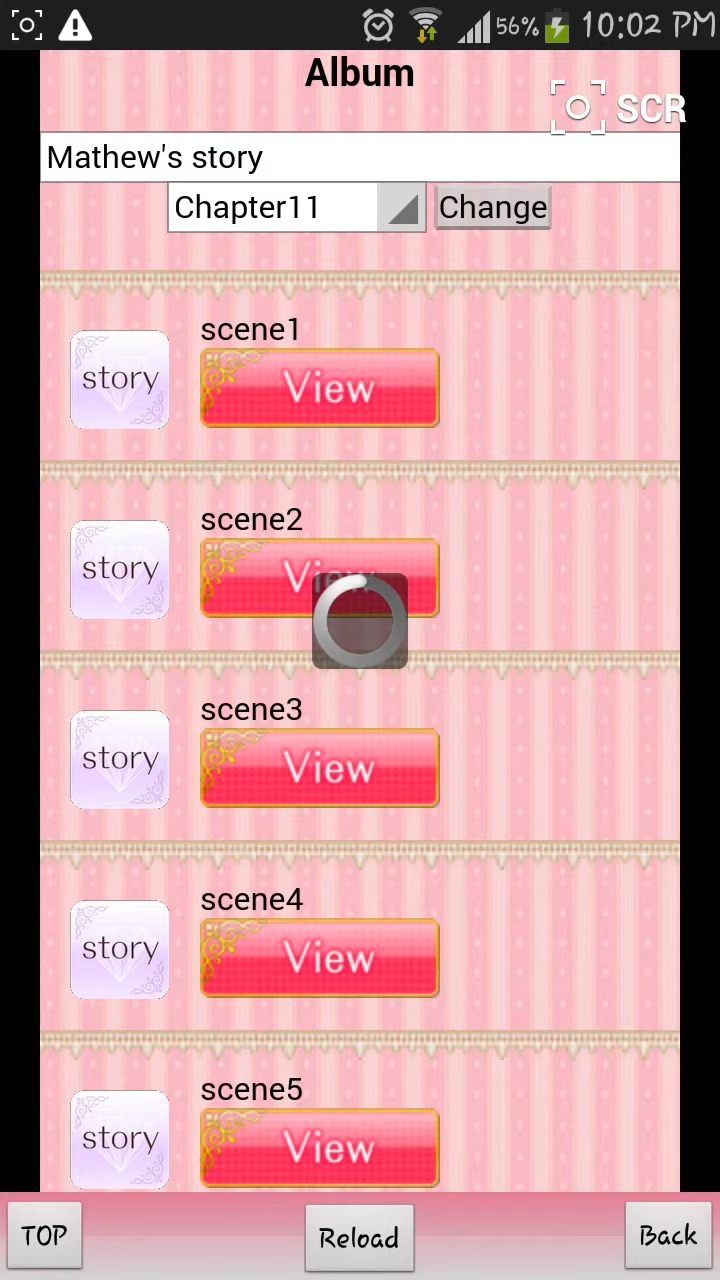 56% 10:02 PM
Album
SCR
Mathew's story
Chapter11 Change
scene1
story View
scene2
story View
scene3
story View
scene4
story View
scene5
story View
TOP Reload Back